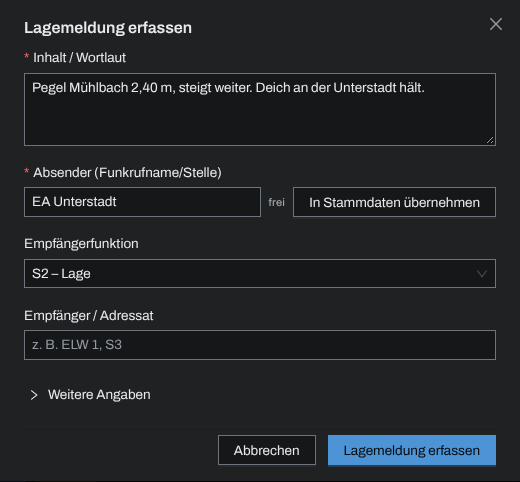 Lagemeldung erfassen
* Inhalt / Wortlaut
Pegel Mühlbach 2,40 m, steigt weiter. Deich an der Unterstadt hält.
* Absender (Funkrufname/Stelle)
EA Unterstadt frei In Stammdaten übernehmen
Empfängerfunktion
S2 – Lage
Empfänger / Adressat
z. B. ELW 1, S3
Weitere Angaben
Abbrechen Lagemeldung erfassen